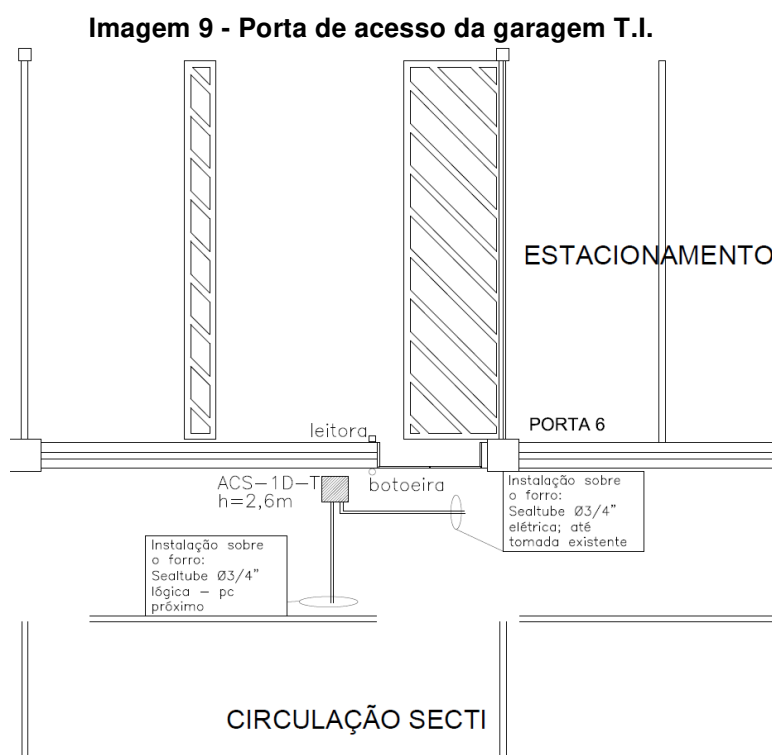 Imagem 9 - Porta de acesso da garagem T.I.
ESTACIONAMENTO
PORTA 6
leitora
ACS-1D-T
h=2,6m
botoeira
Instalação sobre
o forro:
Sealtube Ø3/4"
elétrica; até
tomada existente
Instalação sobre
o forro:
Sealtube Ø3/4"
lógica – pc
próximo
CIRCULAÇÃO SECTI